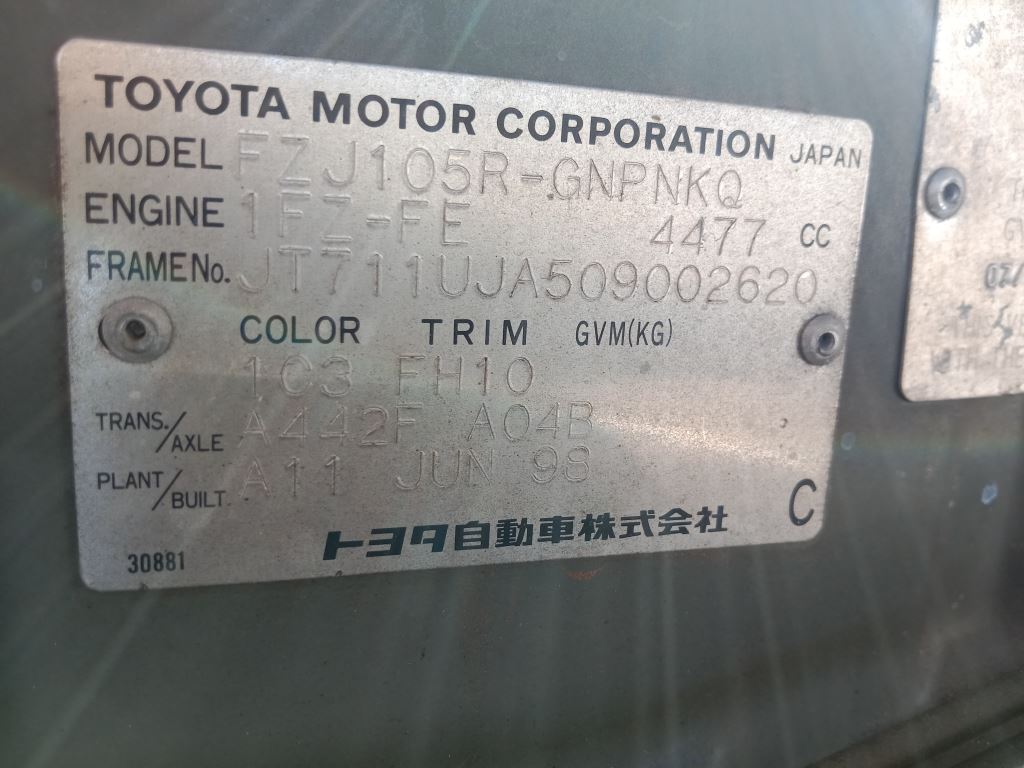 TOYOTA MOTOR CORPORATION JAPAN
MODEL FZJ105R-GNPNKQ
ENGINE 1FZ-FE 4477 CC
FRAME No. JT711UJA509002620
COLOR TRIM GVM(KG)
1C3 FH10
TRANS./AXLE A442F A04B
PLANT/BUILT. A11 JUN 98
トヨタ自動車株式会社 C
30881